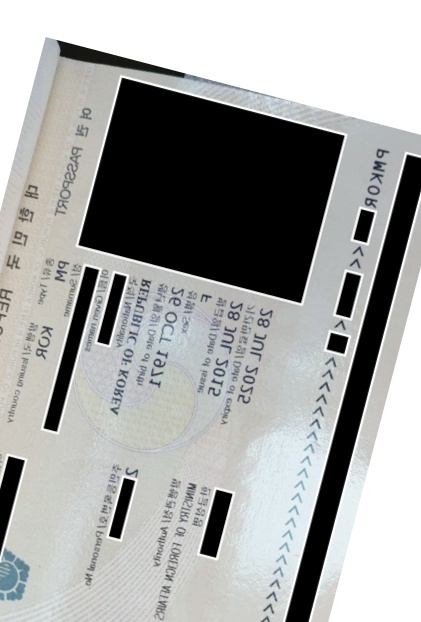 대한민국 REPU
여권 PASSPORT
종류/ Type
발행국/ Issuing country
PM
KOR
성/ Surname
이름/ Given names
국적/ Nationality
REPUBLIC OF KOREA
생년월일/ Date of birth
26 OCT 1971
주민등록번호/ Personal No
2
성별/ Sex
F
발급일/ Date of issue
28 JUL 2015
발행관청/ Authority
MINISTRY OF FOREIGN AFFAIRS
기간만료일/ Date of expiry
28 JUL 2025
한글성명
PMKOR